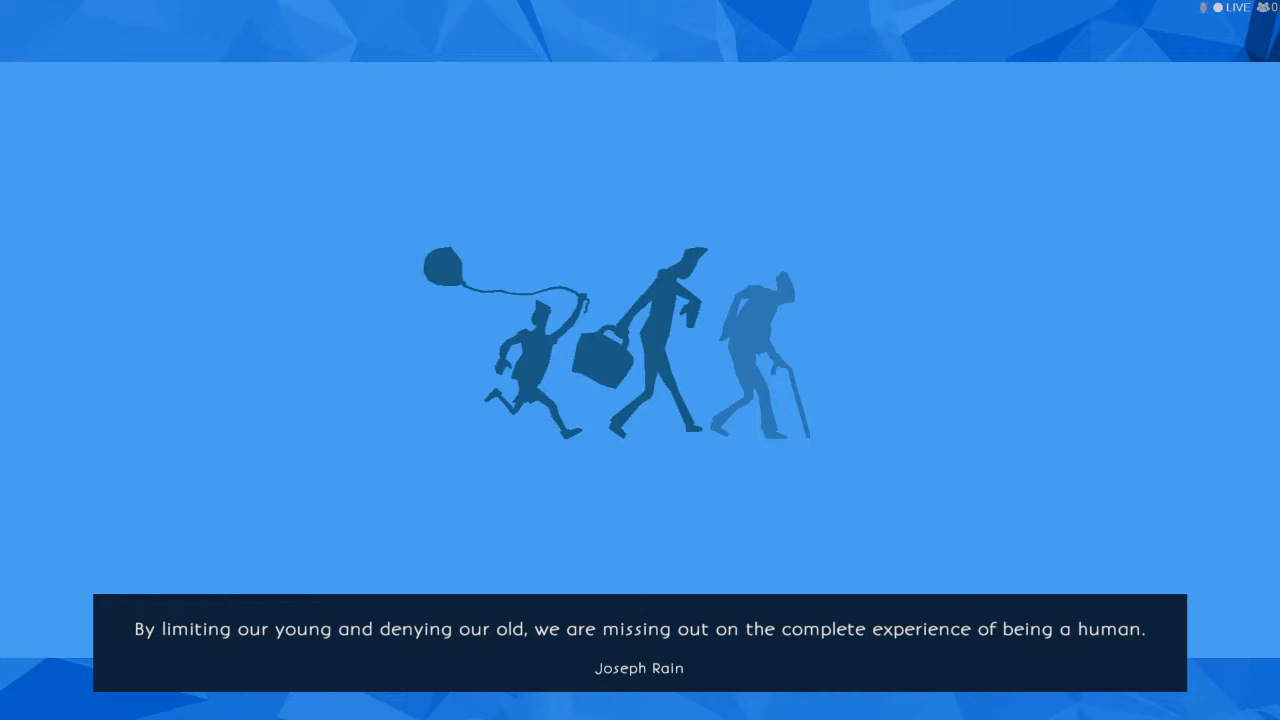 LIVE 0
By limiting our young and denying our old, we are missing out on the complete experience of being a human.
Joseph Rain